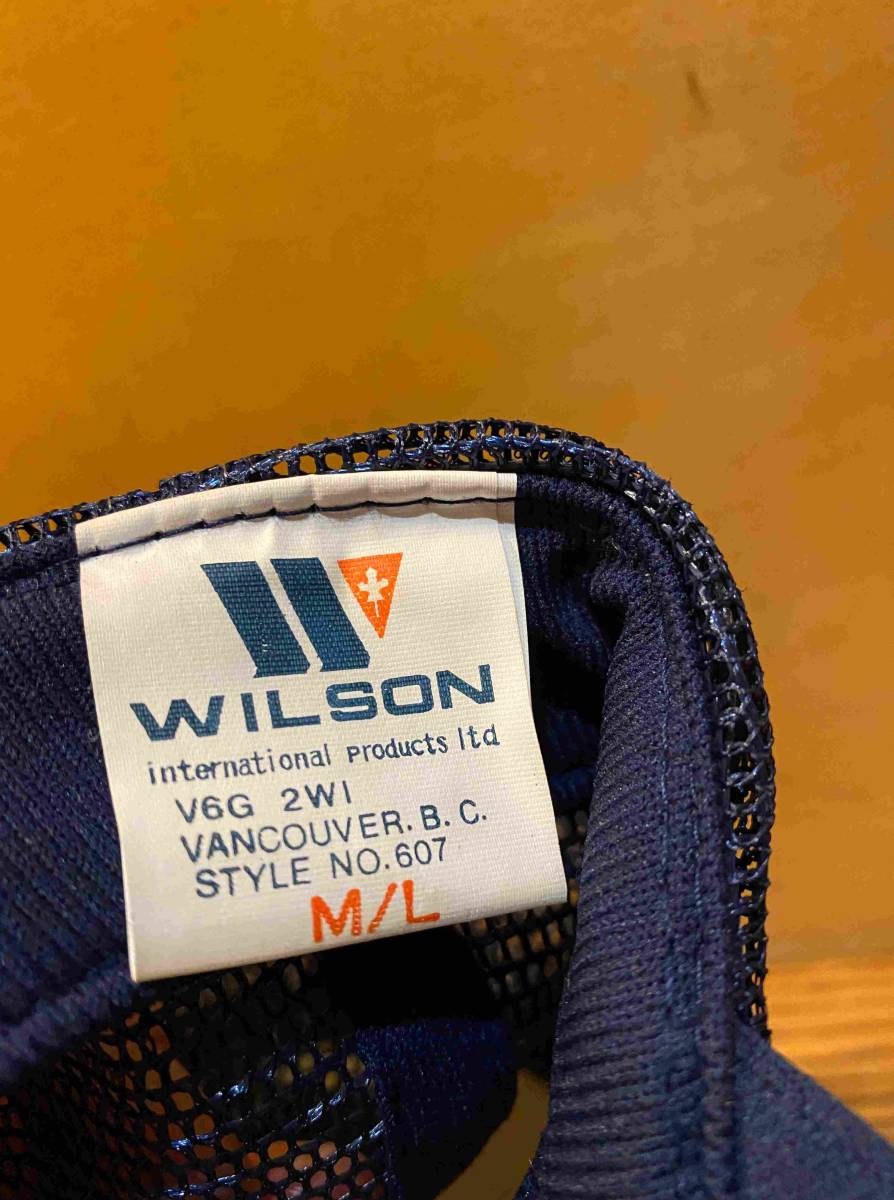 WILSON
international Products ltd
V6G 2W1
VANCOUVER. B. C.
STYLE NO.607
M/L